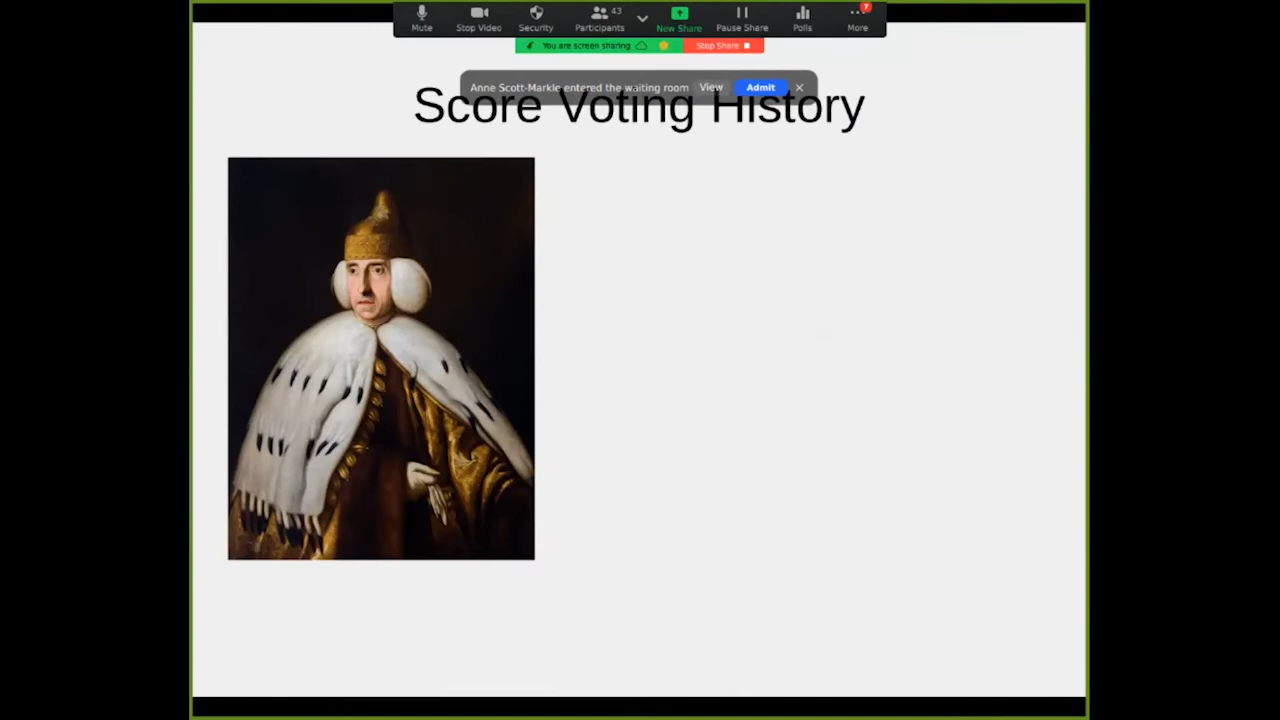 Mute Stop Video Security Participants 43 New Share Pause Share Polls More 7
You are screen sharing Stop Share
Anne Scott-Markle entered the waiting room View Admit
Score Voting History